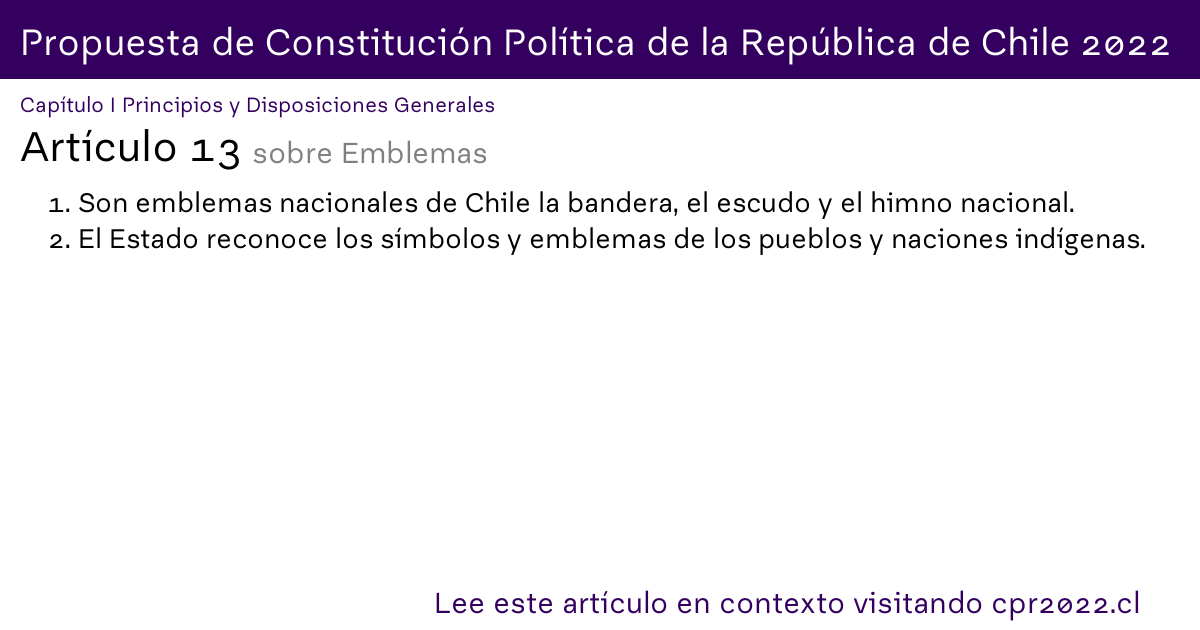 Propuesta de Constitución Política de la República de Chile 2022
Capítulo I Principios y Disposiciones Generales
Artículo 13 sobre Emblemas
1. Son emblemas nacionales de Chile la bandera, el escudo y el himno nacional.
2. El Estado reconoce los símbolos y emblemas de los pueblos y naciones indígenas.
Lee este artículo en contexto visitando cpr2022.cl